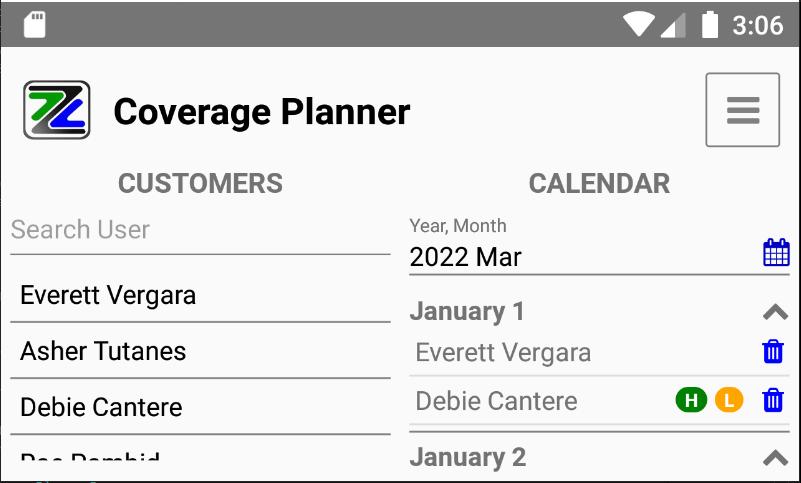 3:06
Coverage Planner
CUSTOMERS
Search User
Everett Vergara
Asher Tutanes
Debie Cantere
CALENDAR
Year, Month
2022 Mar
January 1
Everett Vergara
Debie Cantere H L
January 2